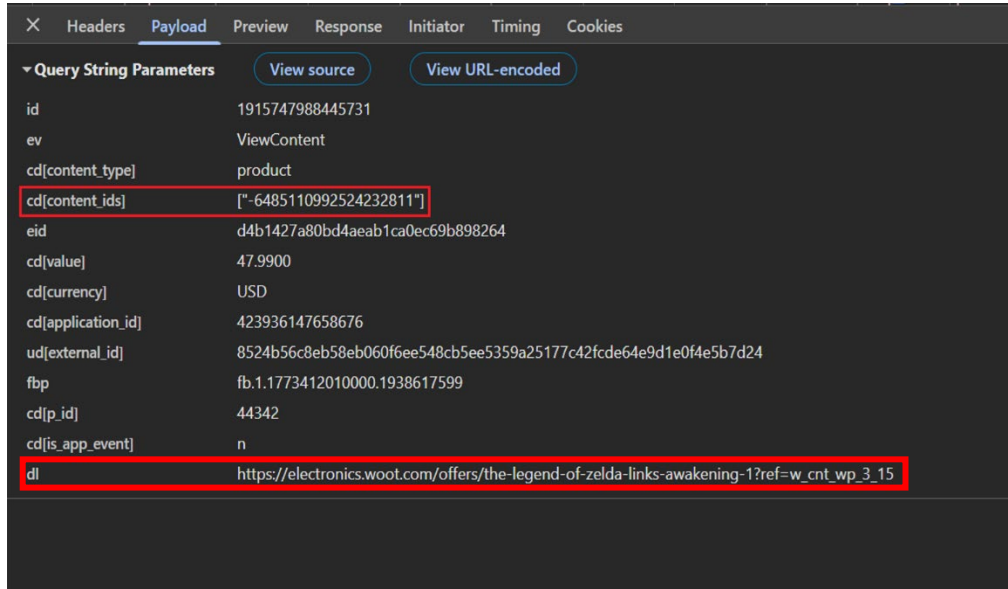 × Headers Payload Preview Response Initiator Timing Cookies
Query String Parameters View source View URL-encoded
id 1915747988445731
ev ViewContent
cd[content_type] product
cd[content_ids] ["-6485110992524232811"]
eid d4b1427a80bd4aeab1ca0ec69b898264
cd[value] 47.9900
cd[currency] USD
cd[application_id] 423936147658676
ud[external_id] 8524b56c8eb58eb060f6ee548cb5ee5359a25177c42fcde64e9d1e0f4e5b7d24
fbp fb.1.1773412010000.1938617599
cd[p_id] 44342
cd[is_app_event] n
dl https://electronics.woot.com/offers/the-legend-of-zelda-links-awakening-1?ref=w_cnt_wp_3_15